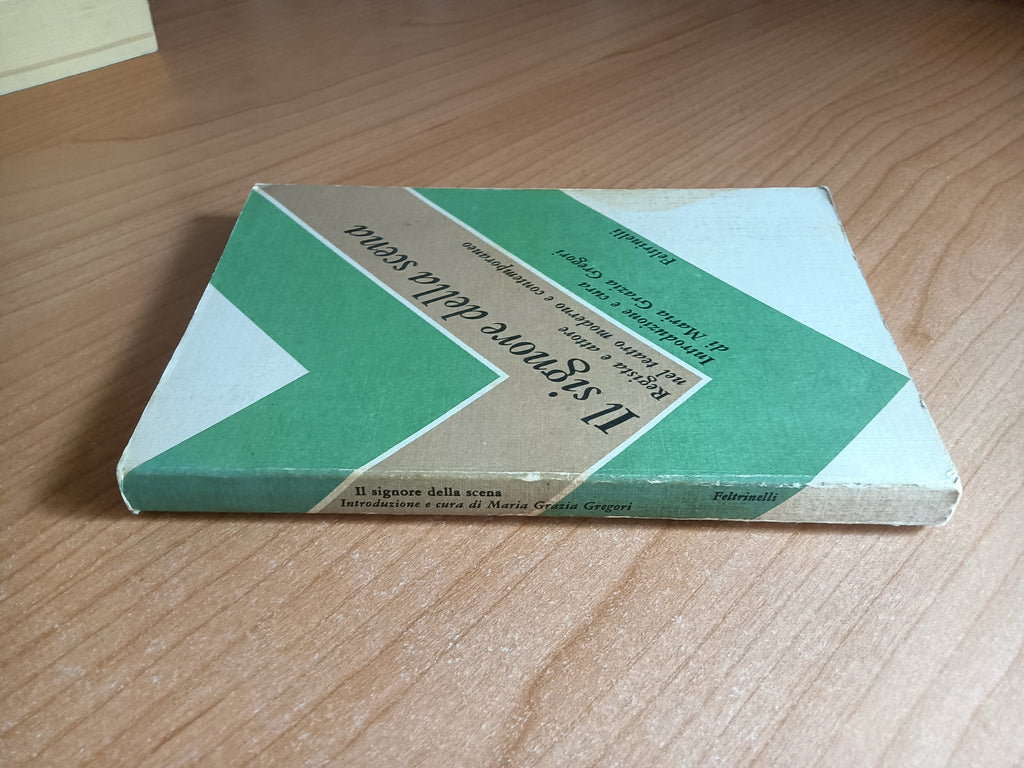 Il signore della scena
Regista e attore
nel teatro moderno e contemporaneo
Introduzione e cura
di Maria Grazia Gregori
Feltrinelli
Il signore della scena
Introduzione e cura di Maria Grazia Gregori
Feltrinelli